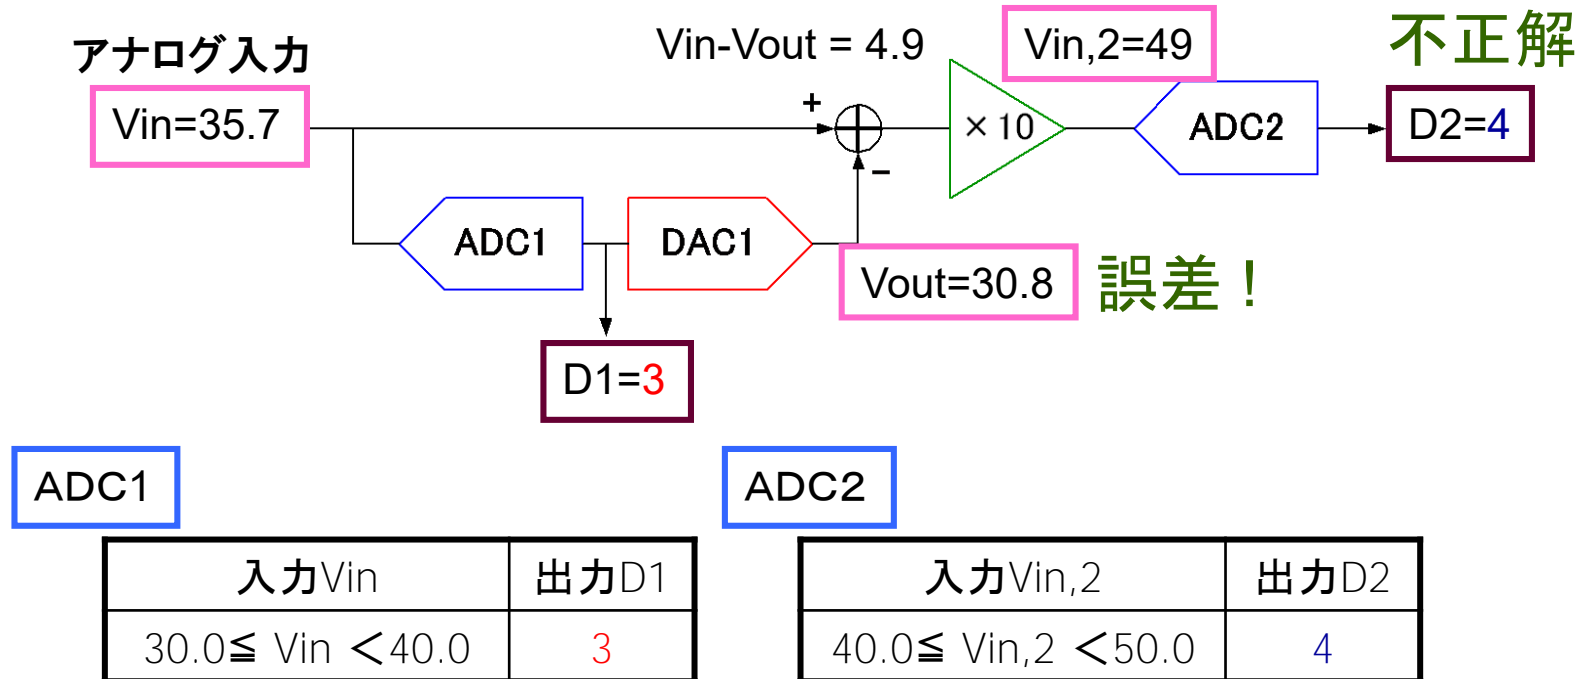 アナログ入力
Vin=35.7
Vin-Vout = 4.9
Vin,2=49
不正解
+
×10
ADC2
D2=4
−
ADC1
DAC1
Vout=30.8
誤差！
D1=3
ADC1
入力Vin 出力D1
30.0≦ Vin ＜40.0 3
ADC2
入力Vin,2 出力D2
40.0≦ Vin,2 ＜50.0 4